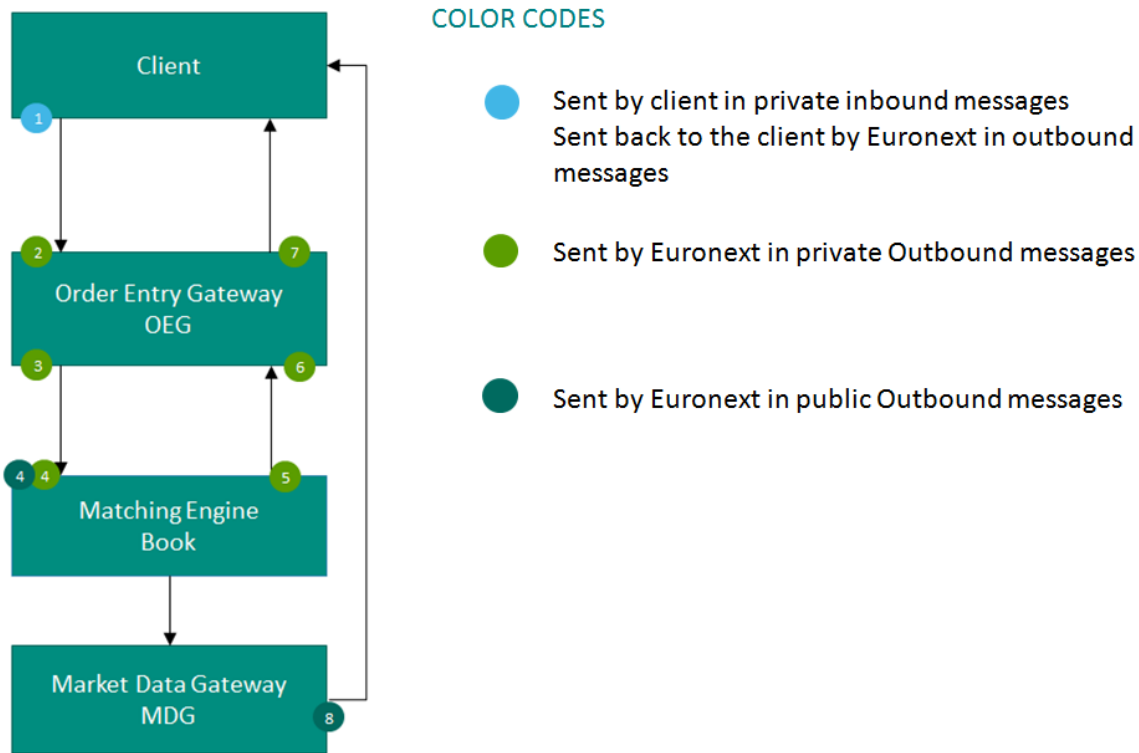 COLOR CODES
Client
1
Sent by client in private inbound messages
Sent back to the client by Euronext in outbound
messages
2
7
Sent by Euronext in private Outbound messages
Order Entry Gateway
OEG
3
6
Sent by Euronext in public Outbound messages
4
4
5
Matching Engine
Book
Market Data Gateway
MDG
8